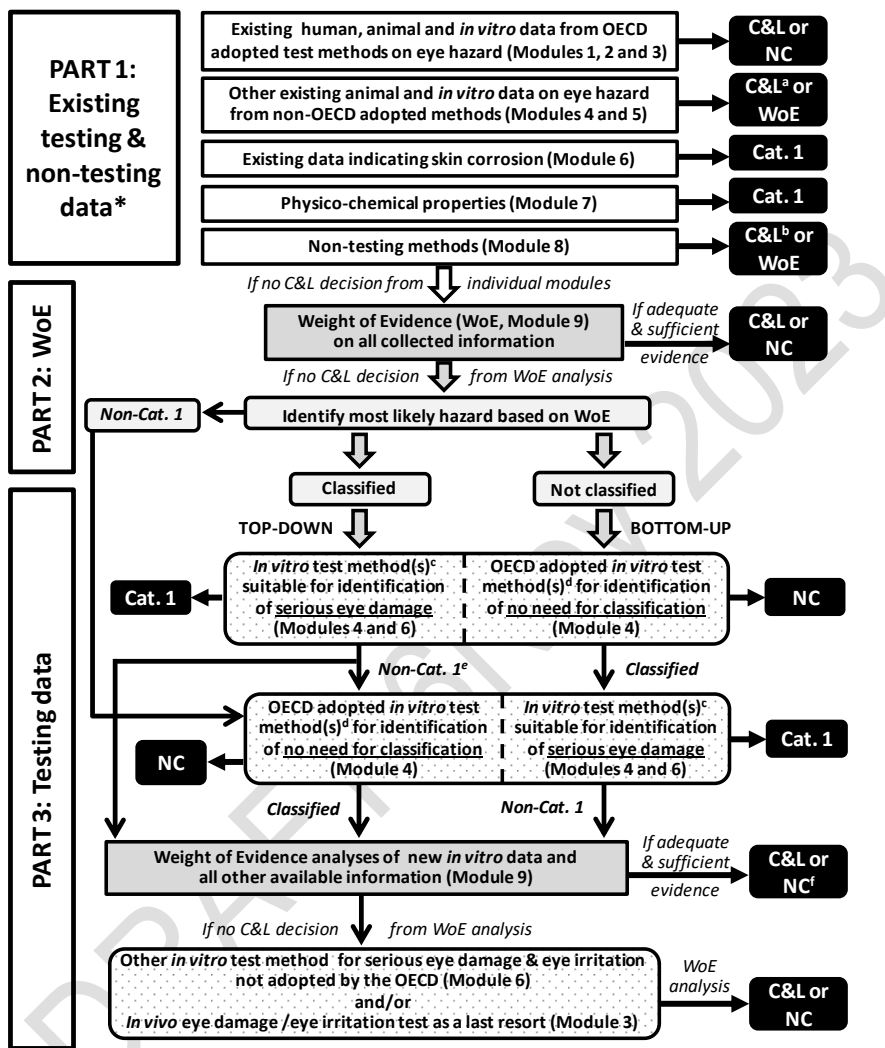 PART 1:
Existing
testing &
non-testing
data*
Existing human, animal and in vitro data from OECD
adopted test methods on eye hazard (Modules 1, 2 and 3)
C&L or
NC
Other existing animal and in vitro data on eye hazard
from non-OECD adopted methods (Modules 4 and 5)
C&Lᵃ or
WoE
Existing data indicating skin corrosion (Module 6)
Cat. 1
Physico-chemical properties (Module 7)
Cat. 1
Non-testing methods (Module 8)
C&Lᵇ or
WoE
If no C&L decision from individual modules
PART 2: WoE
Weight of Evidence (WoE, Module 9)
on all collected information
If adequate
& sufficient
evidence
C&L or
NC
If no C&L decision from WoE analysis
Non-Cat. 1
Identify most likely hazard based on WoE
Classified
Not classified
PART 3: Testing data
TOP-DOWN
BOTTOM-UP
In vitro test method(s)ᶜ
suitable for identification
of serious eye damage
(Modules 4 and 6)
OECD adopted in vitro test
method(s)ᵈ for identification
of no need for classification
(Module 4)
Cat. 1
NC
Non-Cat. 1ᵉ
Classified
OECD adopted in vitro test
method(s)ᵈ for identification
of no need for classification
(Module 4)
In vitro test method(s)ᶜ
suitable for identification
of serious eye damage
(Modules 4 and 6)
NC
Cat. 1
Classified
Non-Cat. 1
Weight of Evidence analyses of new in vitro data and
all other available information (Module 9)
If adequate
& sufficient
evidence
C&L or
NCᶠ
If no C&L decision from WoE analysis
Other in vitro test method for serious eye damage & eye irritation
not adopted by the OECD (Module 6)
and/or
In vivo eye damage /eye irritation test as a last resort (Module 3)
WoE
analysis
C&L or
NC